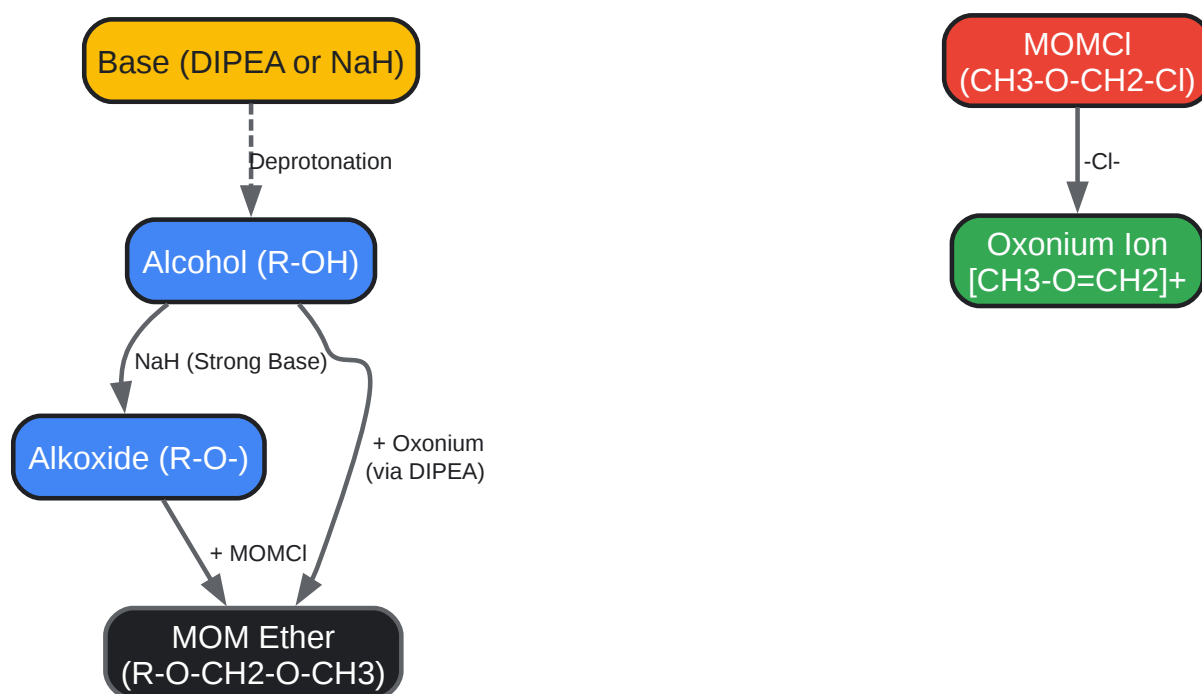 Base (DIPEA or NaH)
MOMCl
(CH3-O-CH2-Cl)
Deprotonation
-Cl-
Alcohol (R-OH)
Oxonium Ion
[CH3-O=CH2]+
NaH (Strong Base)
Alkoxide (R-O-)
+ Oxonium
(via DIPEA)
+ MOMCl
MOM Ether
(R-O-CH2-O-CH3)